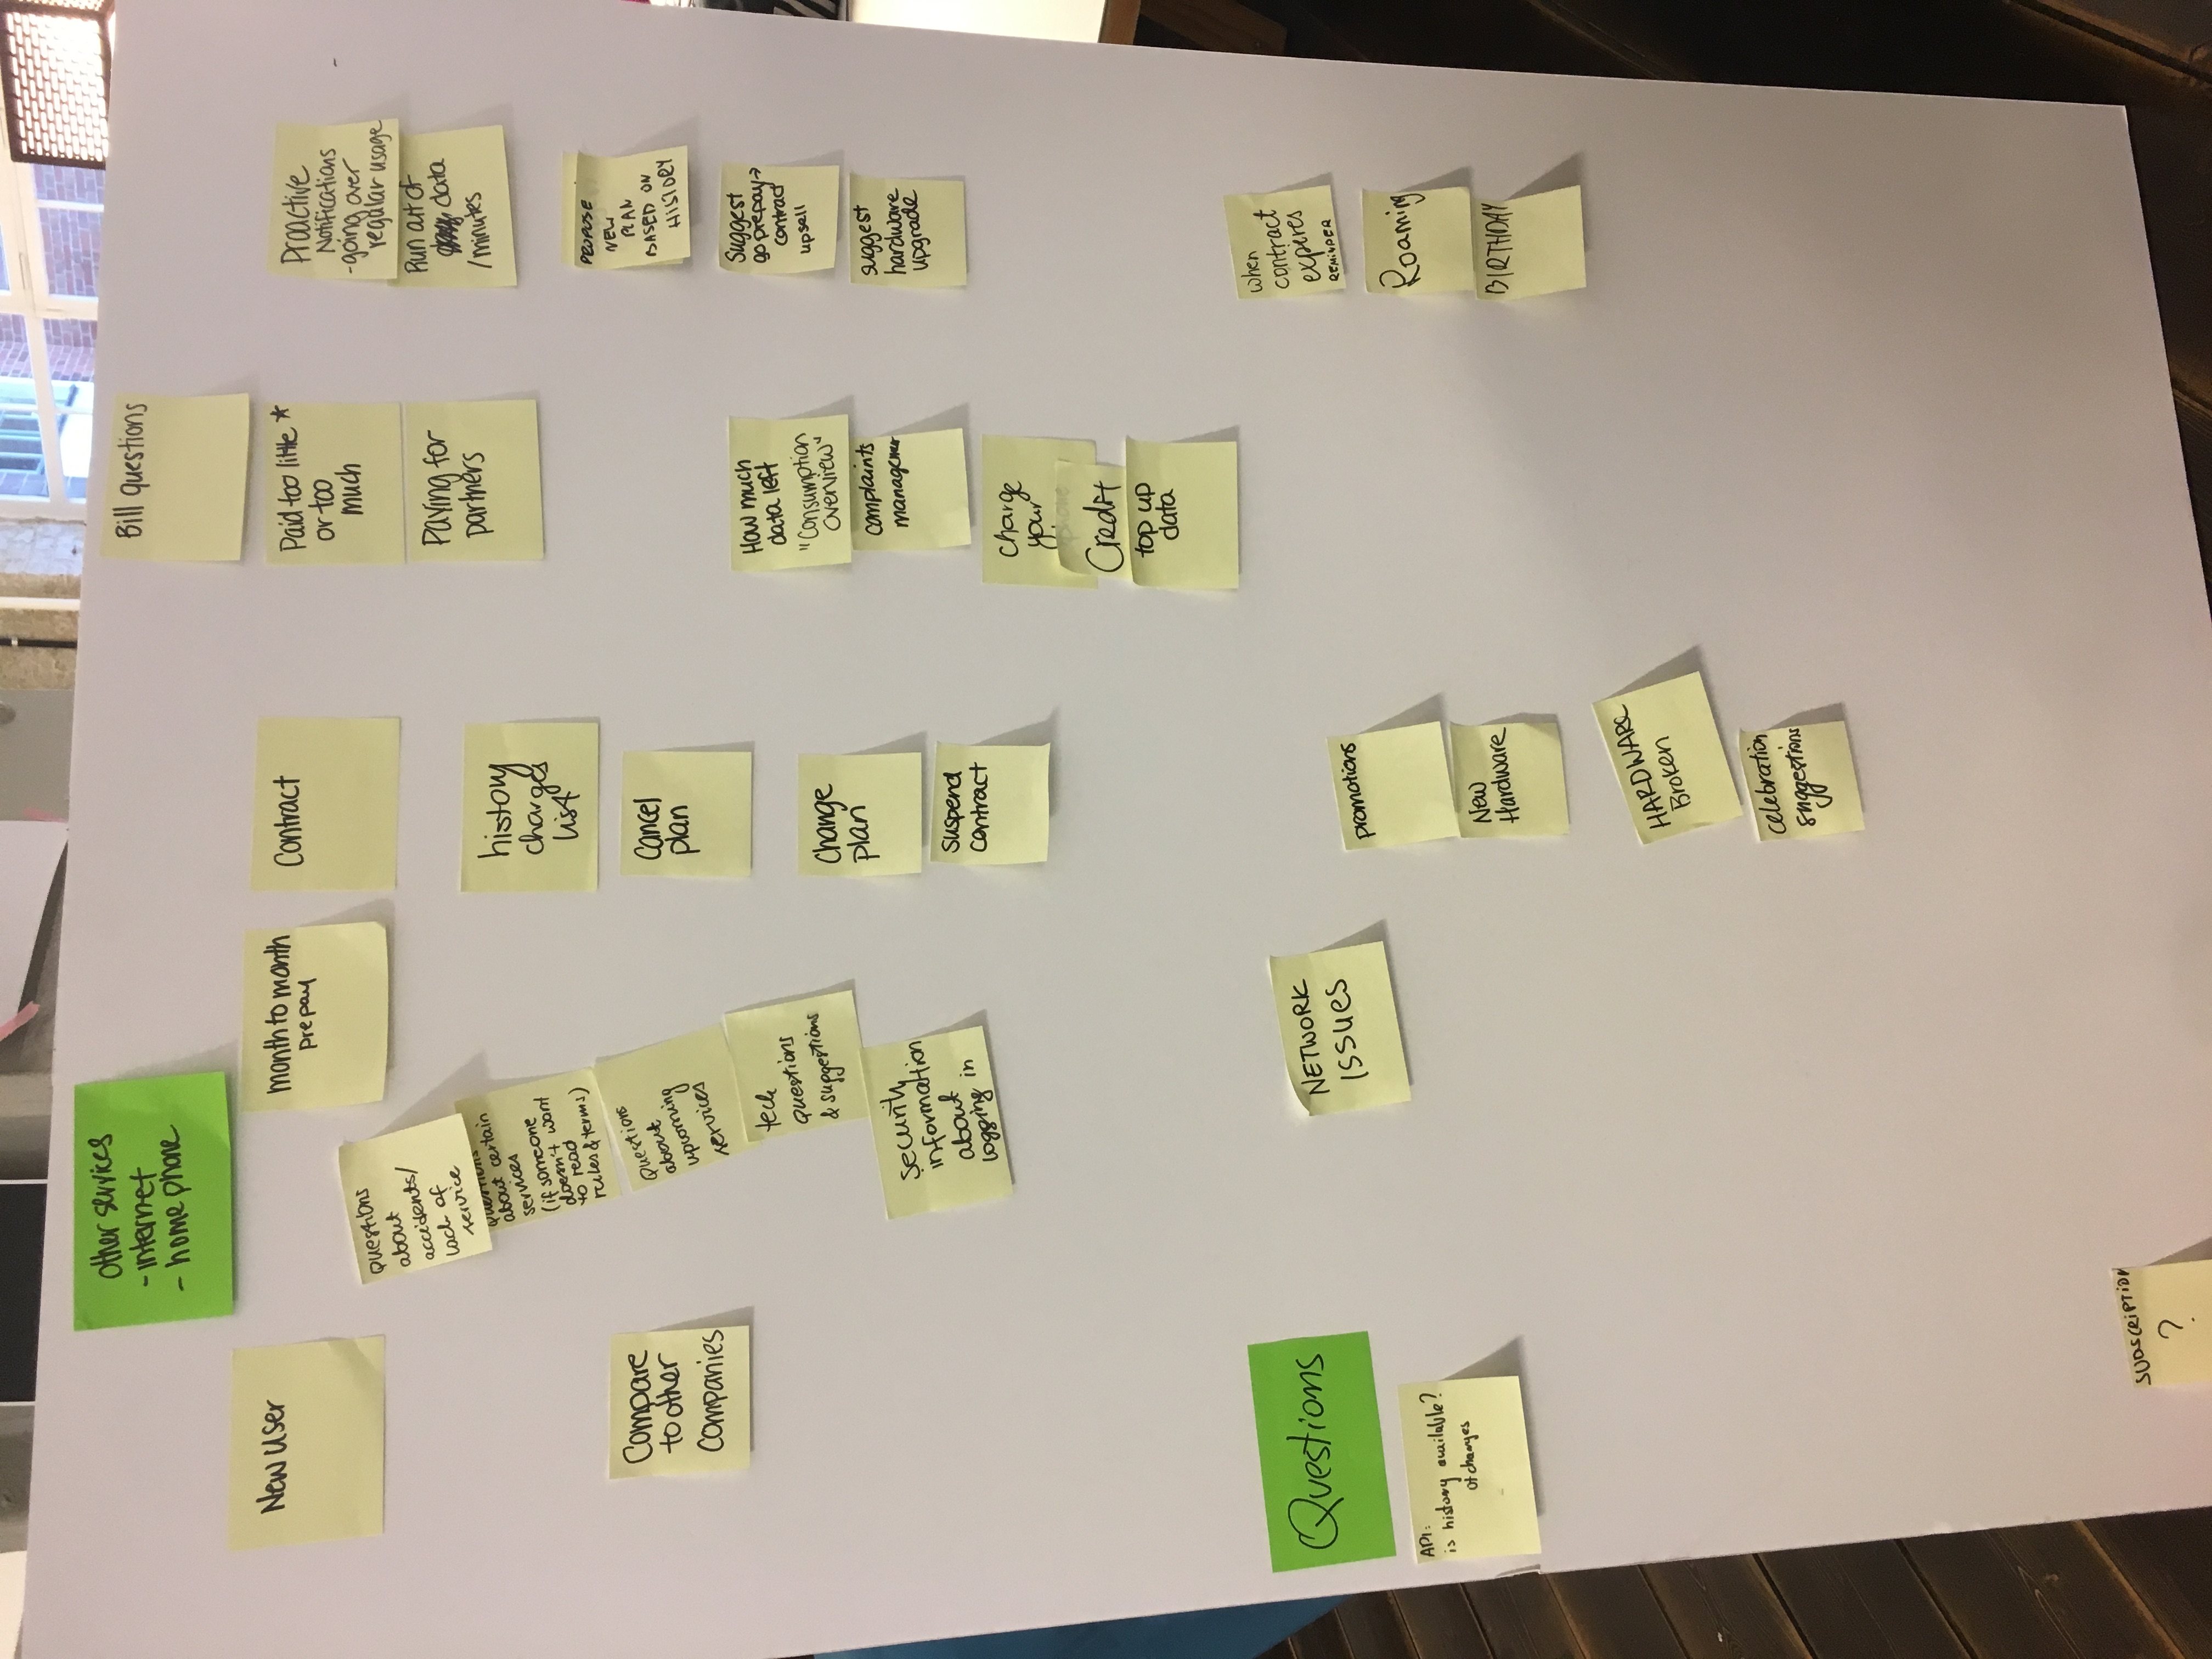 other services
- internet
- home phone
Bill questions
New User
month to month
prepay
Contract
Paid too little *
or too
much
Proactive
Notifications
- going over
regular usage
questions
about
accidents/
lack of
service
Run out of
data
/minutes
Paying for
partners
questions
about certain
services
(if someone
doesn't want
to read
rules & terms)
history
charges
list
Compare
to other
Companies
Questions
about
upcoming
services
Cancel
plan
PROPOSE
NEW
PLAN
BASED ON
HISTORY
tech
questions
& suggestions
Change
plan
How much
data left
"Consumption
Overview"
Suggest
go prepay→
contract
upsell
security
information
about
logging in
Suspend
Contract
complaints
suggest
hardware
upgrade
charge
your
phone
Credit
top up
data
Questions
NETWORK
ISSUES
promotions
when
contract
experes
REMINDER
API:
is history available?
of changes
New
Hardware
Roaming
BIRTHDAY
HARDWARE
Broken
celebration
suggestions
SUBSCRIPTION
?